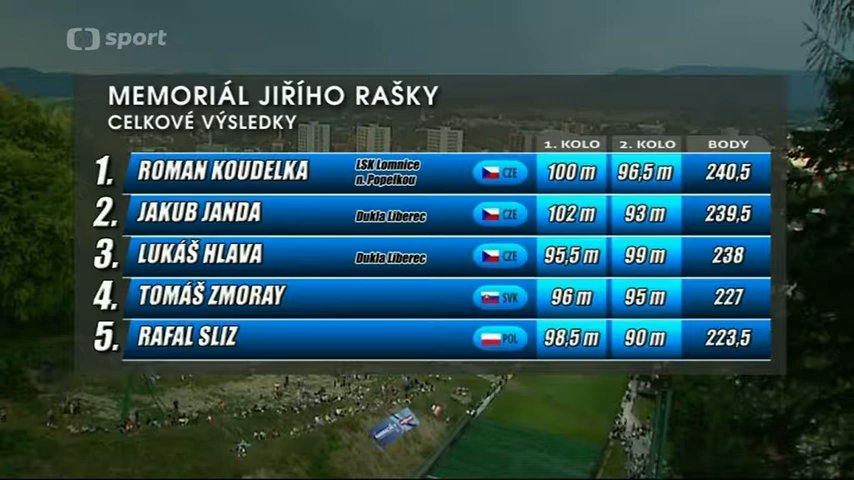 sport
MEMORIÁL JIŘÍHO RAŠKY
CELKOVÉ VÝSLEDKY
1. KOLO 2. KOLO BODY
1. ROMAN KOUDELKA LSK Lomnice n. Popelkou CZE 100 m 96,5 m 240,5
2. JAKUB JANDA Dukla Liberec CZE 102 m 93 m 239,5
3. LUKÁŠ HLAVA Dukla Liberec CZE 95,5 m 99 m 238
4. TOMÁŠ ZMORAY SVK 96 m 95 m 227
5. RAFAL SLIZ POL 98,5 m 90 m 223,5